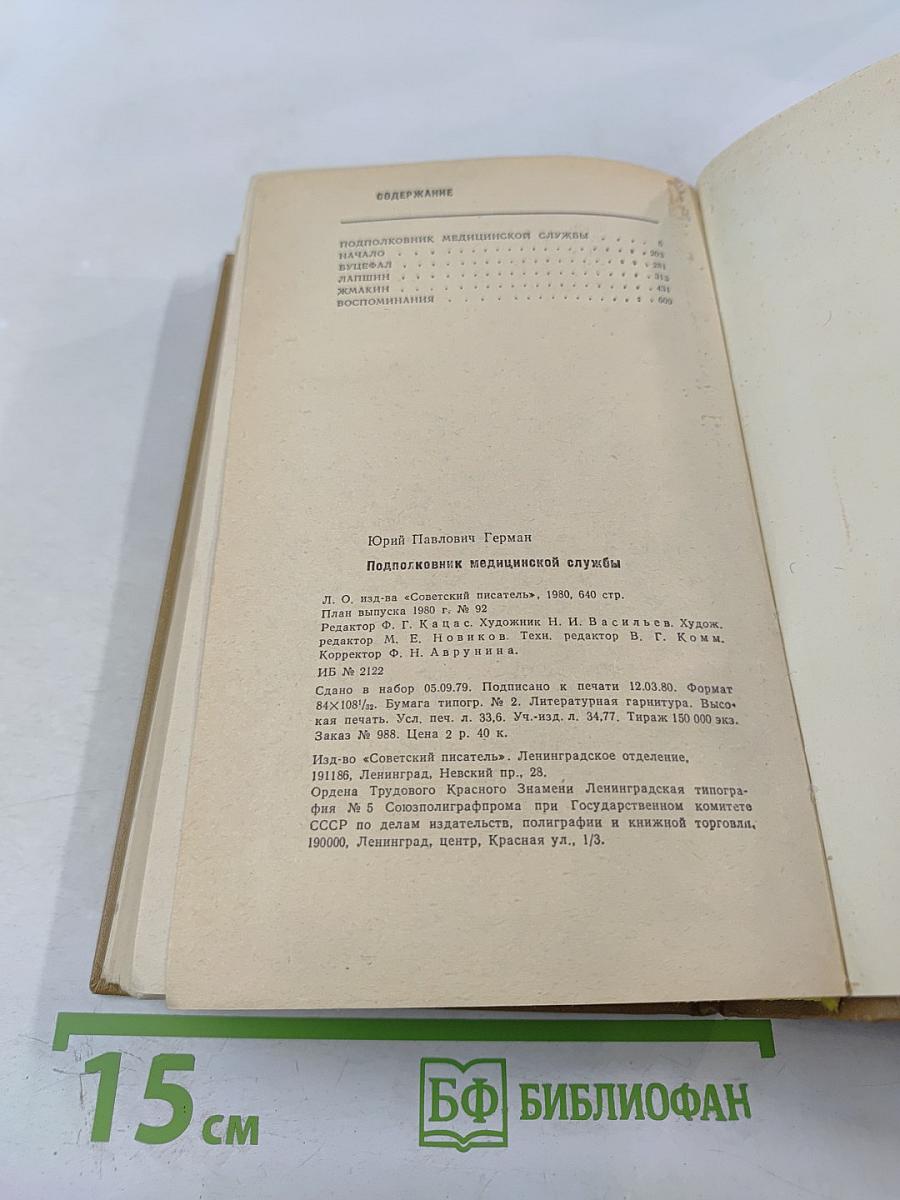 СОДЕРЖАНИЕ
ПОДПОЛКОВНИК МЕДИЦИНСКОЙ СЛУЖБЫ . . . . 5
НАЧАЛО . . . . . . . . . . . . . . . . 203
БУЦЕФАЛ . . . . . . . . . . . . . . . 281
ЛАПШИН . . . . . . . . . . . . . . . 313
ЖМАКИН . . . . . . . . . . . . . . . 431
ВОСПОМИНАНИЯ . . . . . . . . . . . . 609
Юрий Павлович Герман
Подполковник медицинской службы
Л. О. изд-ва «Советский писатель», 1980, 640 стр.
План выпуска 1980 г. № 92
Редактор Ф. Г. Кацас. Художник Н. И. Васильев. Худож.
редактор М. Е. Новиков. Техн. редактор В. Г. Комм.
Корректор Ф. Н. Аврунина.
ИБ № 2122
Сдано в набор 05.09.79. Подписано к печати 12.03.80. Формат
84×108¹/₃₂. Бумага типогр. № 2. Литературная гарнитура. Высо-
кая печать. Усл. печ. л. 33,6. Уч.-изд. л. 34,77. Тираж 150 000 экз.
Заказ № 988. Цена 2 р. 40 к.
Изд-во «Советский писатель». Ленинградское отделение,
191186, Ленинград, Невский пр., 28.
Ордена Трудового Красного Знамени Ленинградская типогра-
фия № 5 Союзполиграфпрома при Государственном комитете
СССР по делам издательств, полиграфии и книжной торговли,
190000, Ленинград, центр, Красная ул., 1/3.
15 см
БФ БИБЛИОФАН